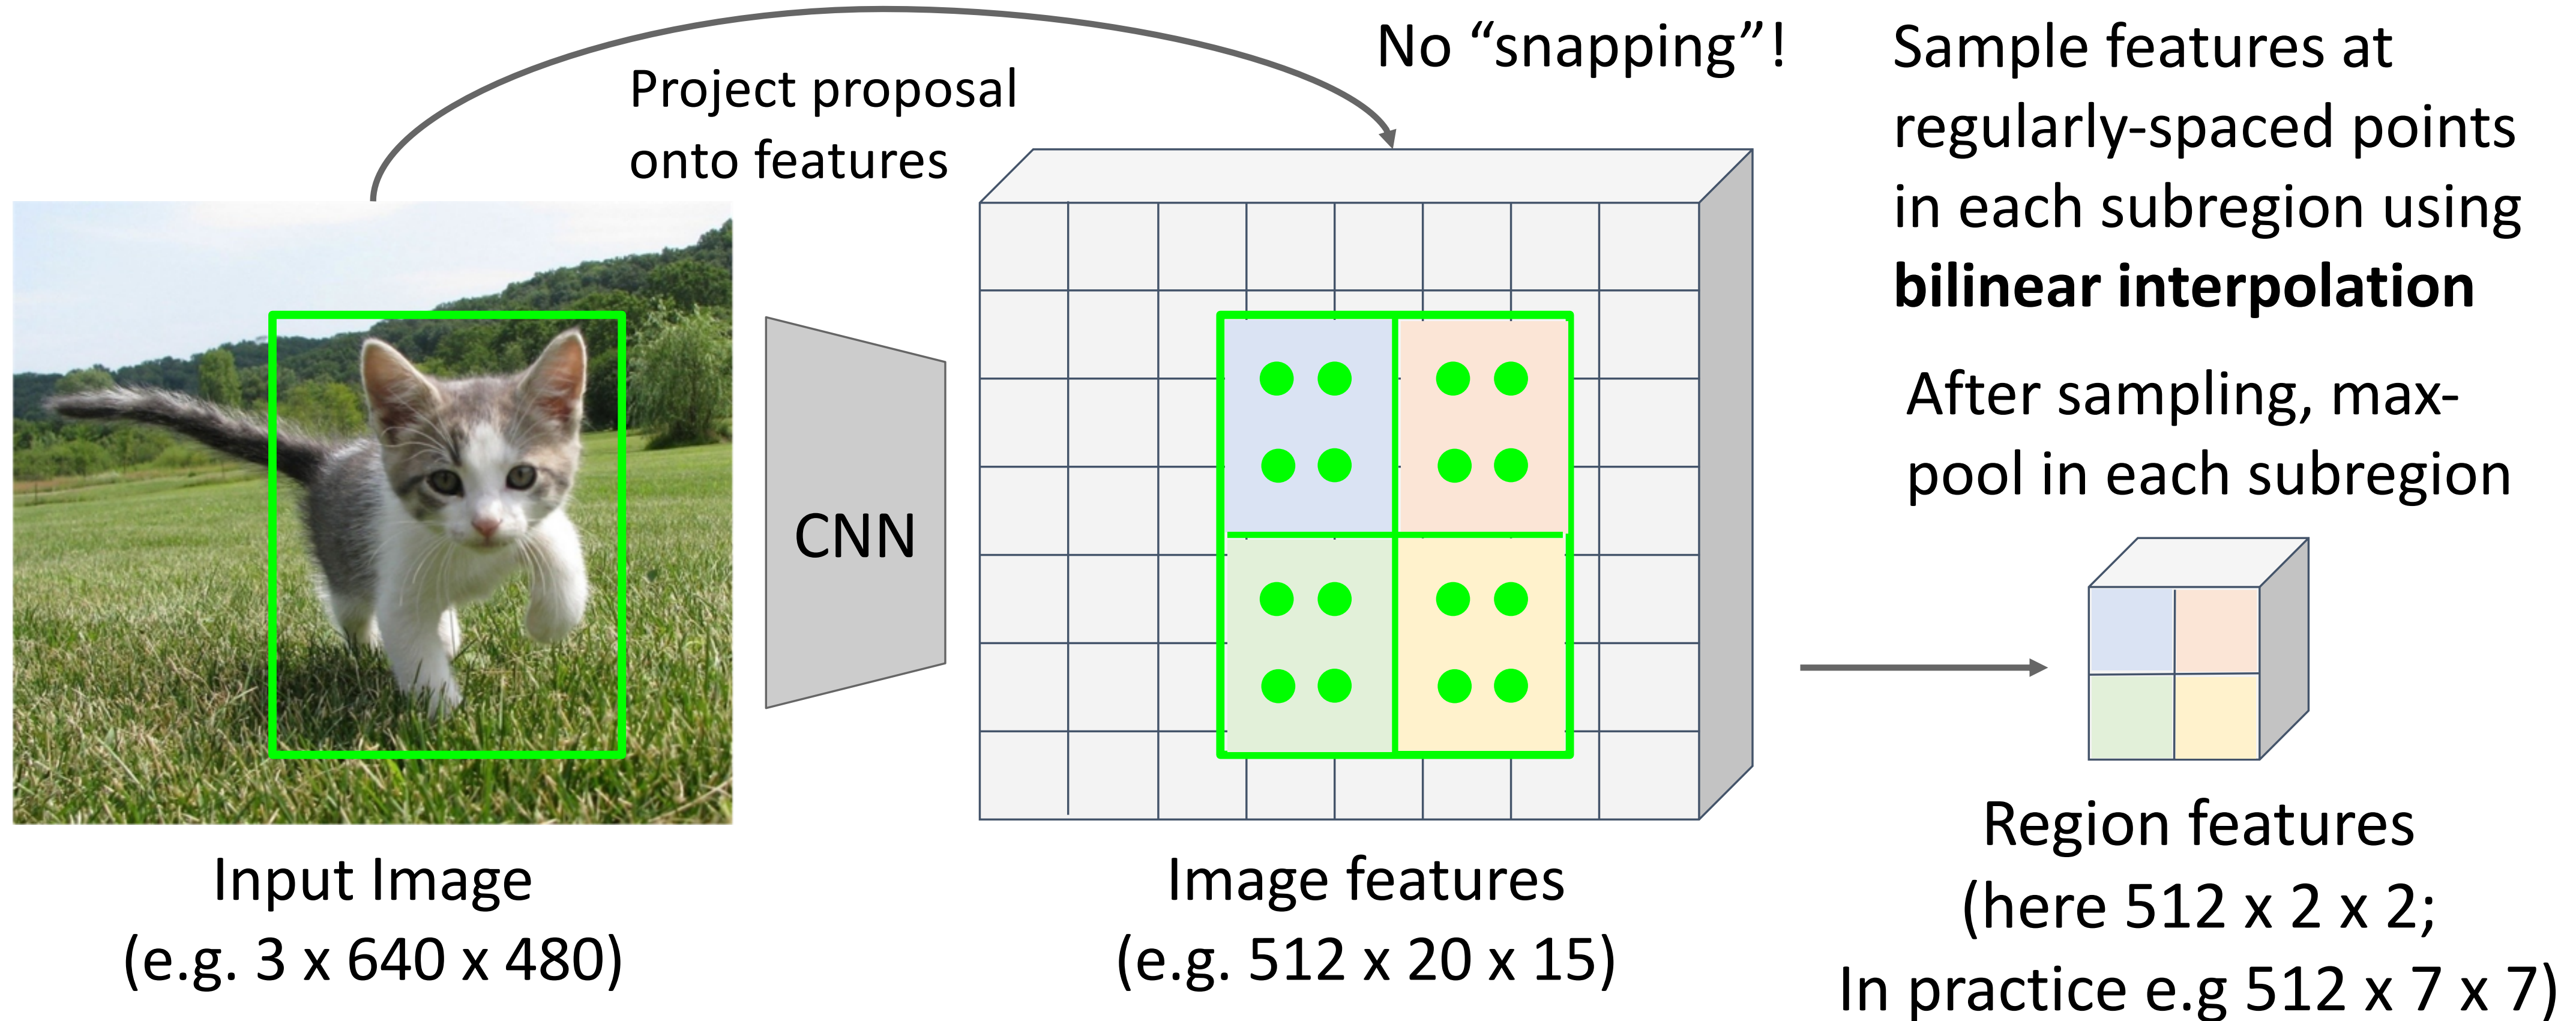 Project proposal
onto features
No “snapping”!
Sample features at
regularly-spaced points
in each subregion using
bilinear interpolation
After sampling, max-
pool in each subregion
CNN
Input Image
(e.g. 3 x 640 x 480)
Image features
(e.g. 512 x 20 x 15)
Region features
(here 512 x 2 x 2;
In practice e.g 512 x 7 x 7)